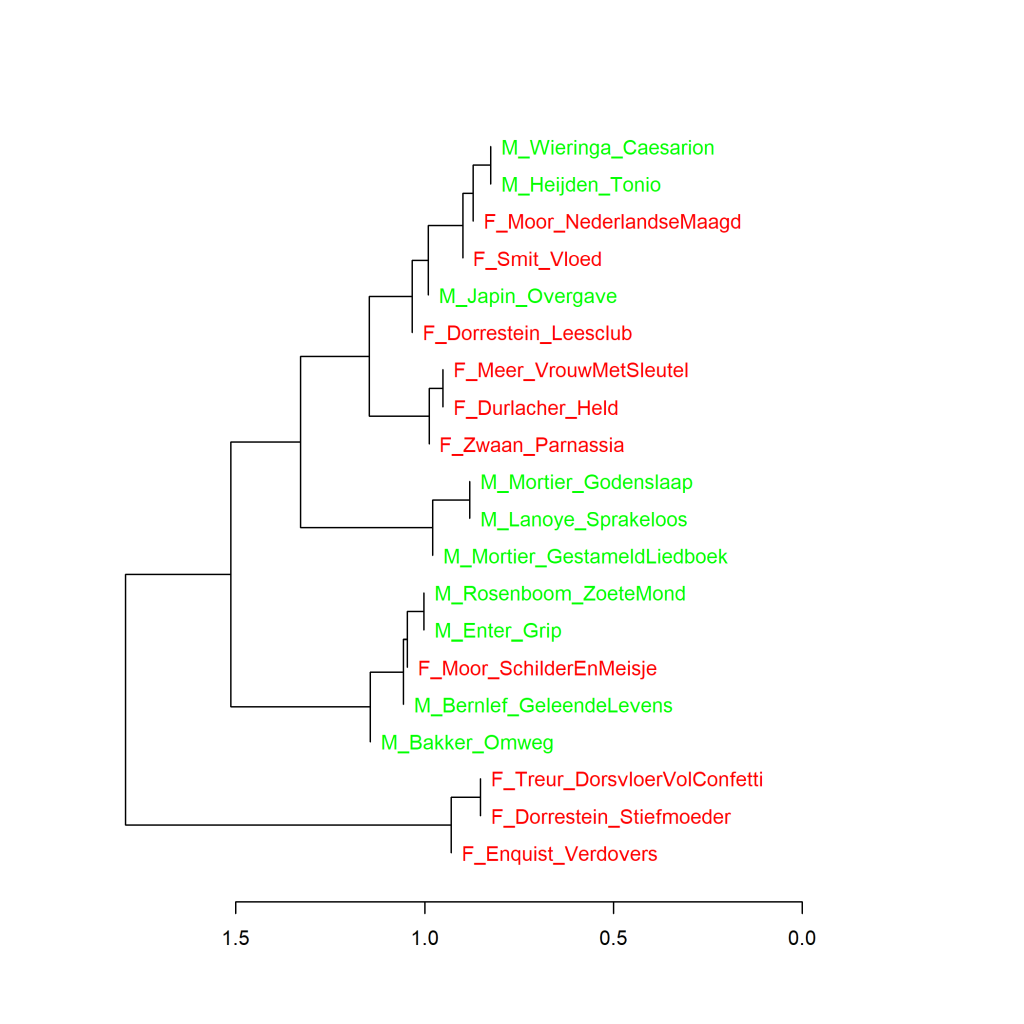 M_Wieringa_Caesarion
M_Heijden_Tonio
F_Moor_NederlandseMaagd
F_Smit_Vloed
M_Japin_Overgave
F_Dorrestein_Leesclub
F_Meer_VrouwMetSleutel
F_Durlacher_Held
F_Zwaan_Parnassia
M_Mortier_Godenslaap
M_Lanoye_Sprakeloos
M_Mortier_GestameldLiedboek
M_Rosenboom_ZoeteMond
M_Enter_Grip
F_Moor_SchilderEnMeisje
M_Bernlef_GeleendeLevens
M_Bakker_Omweg
F_Treur_DorsvloerVolConfetti
F_Dorrestein_Stiefmoeder
F_Enquist_Verdovers
1.5 1.0 0.5 0.0